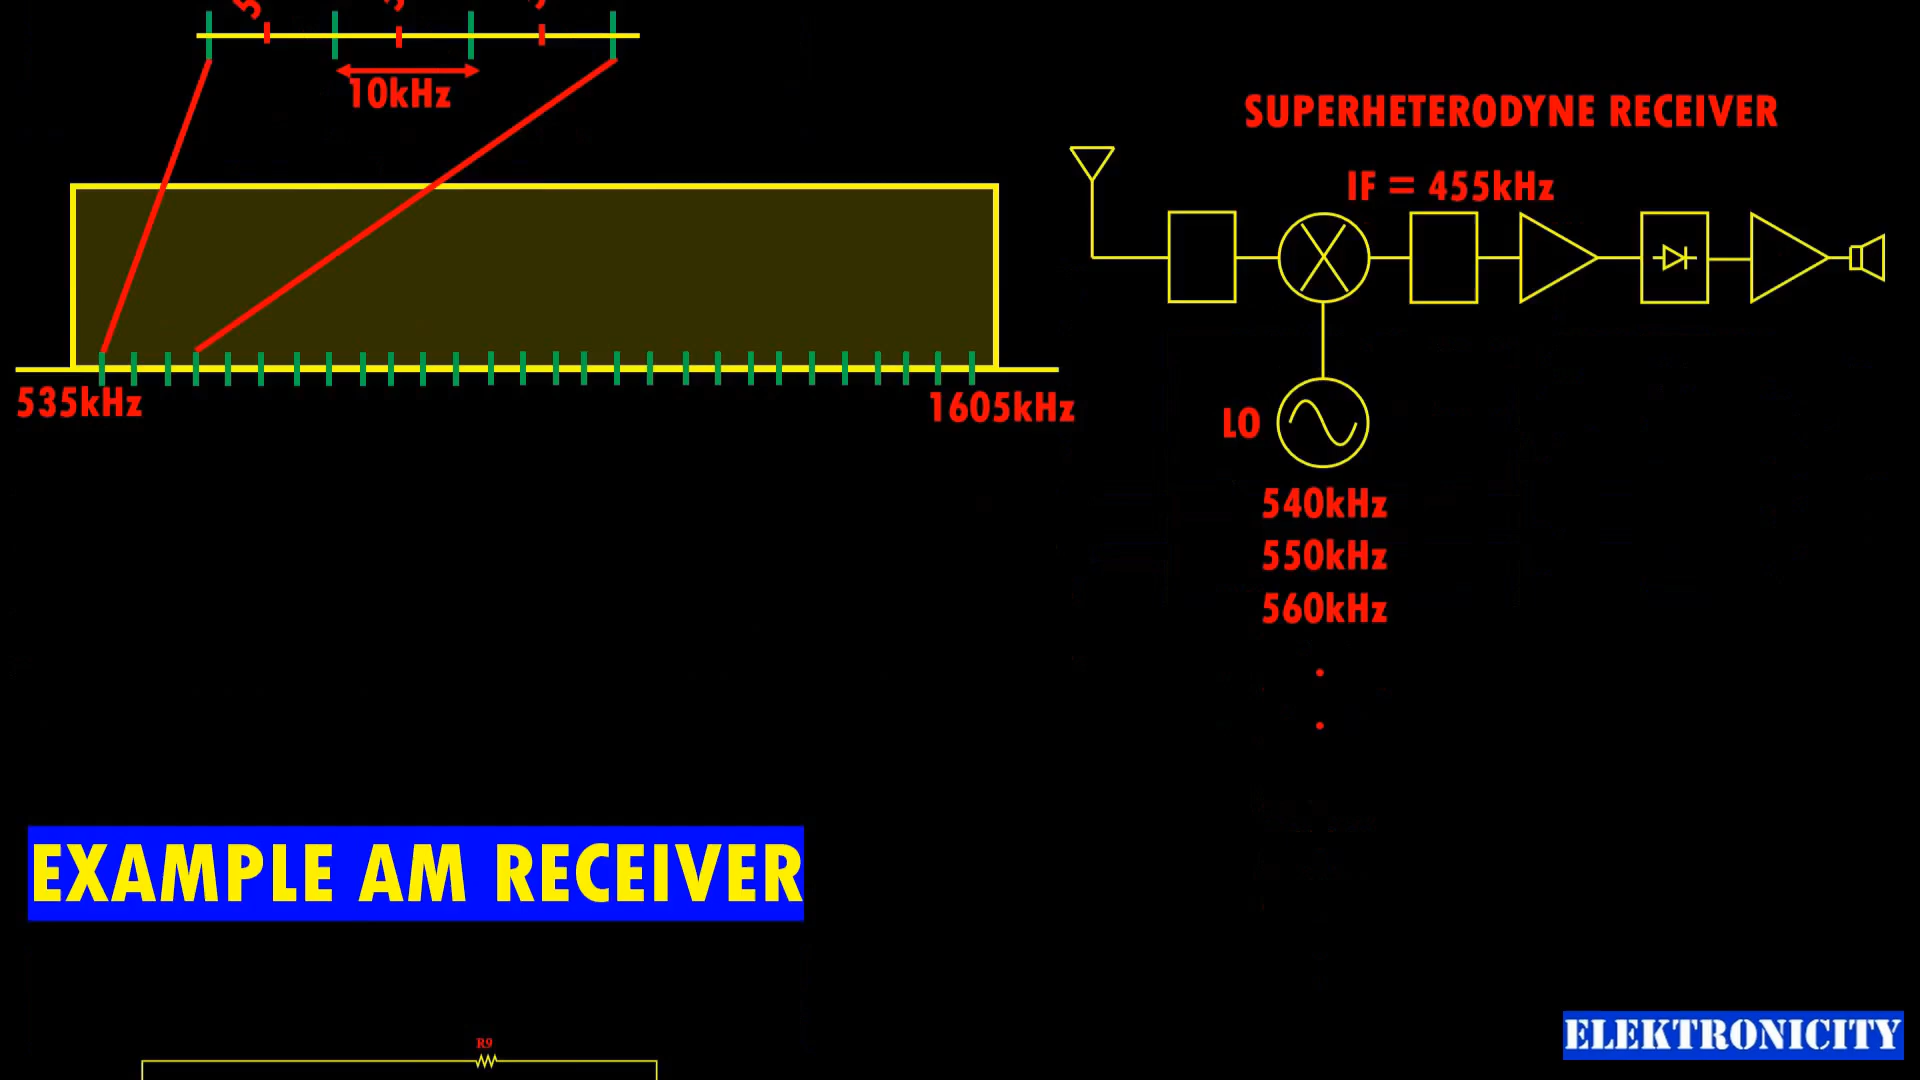 10kHz
SUPERHETERODYNE RECEIVER
IF = 455kHz
535kHz
1605kHz
LO
540kHz
550kHz
560kHz
EXAMPLE AM RECEIVER
R9
ELEKTRONICITY